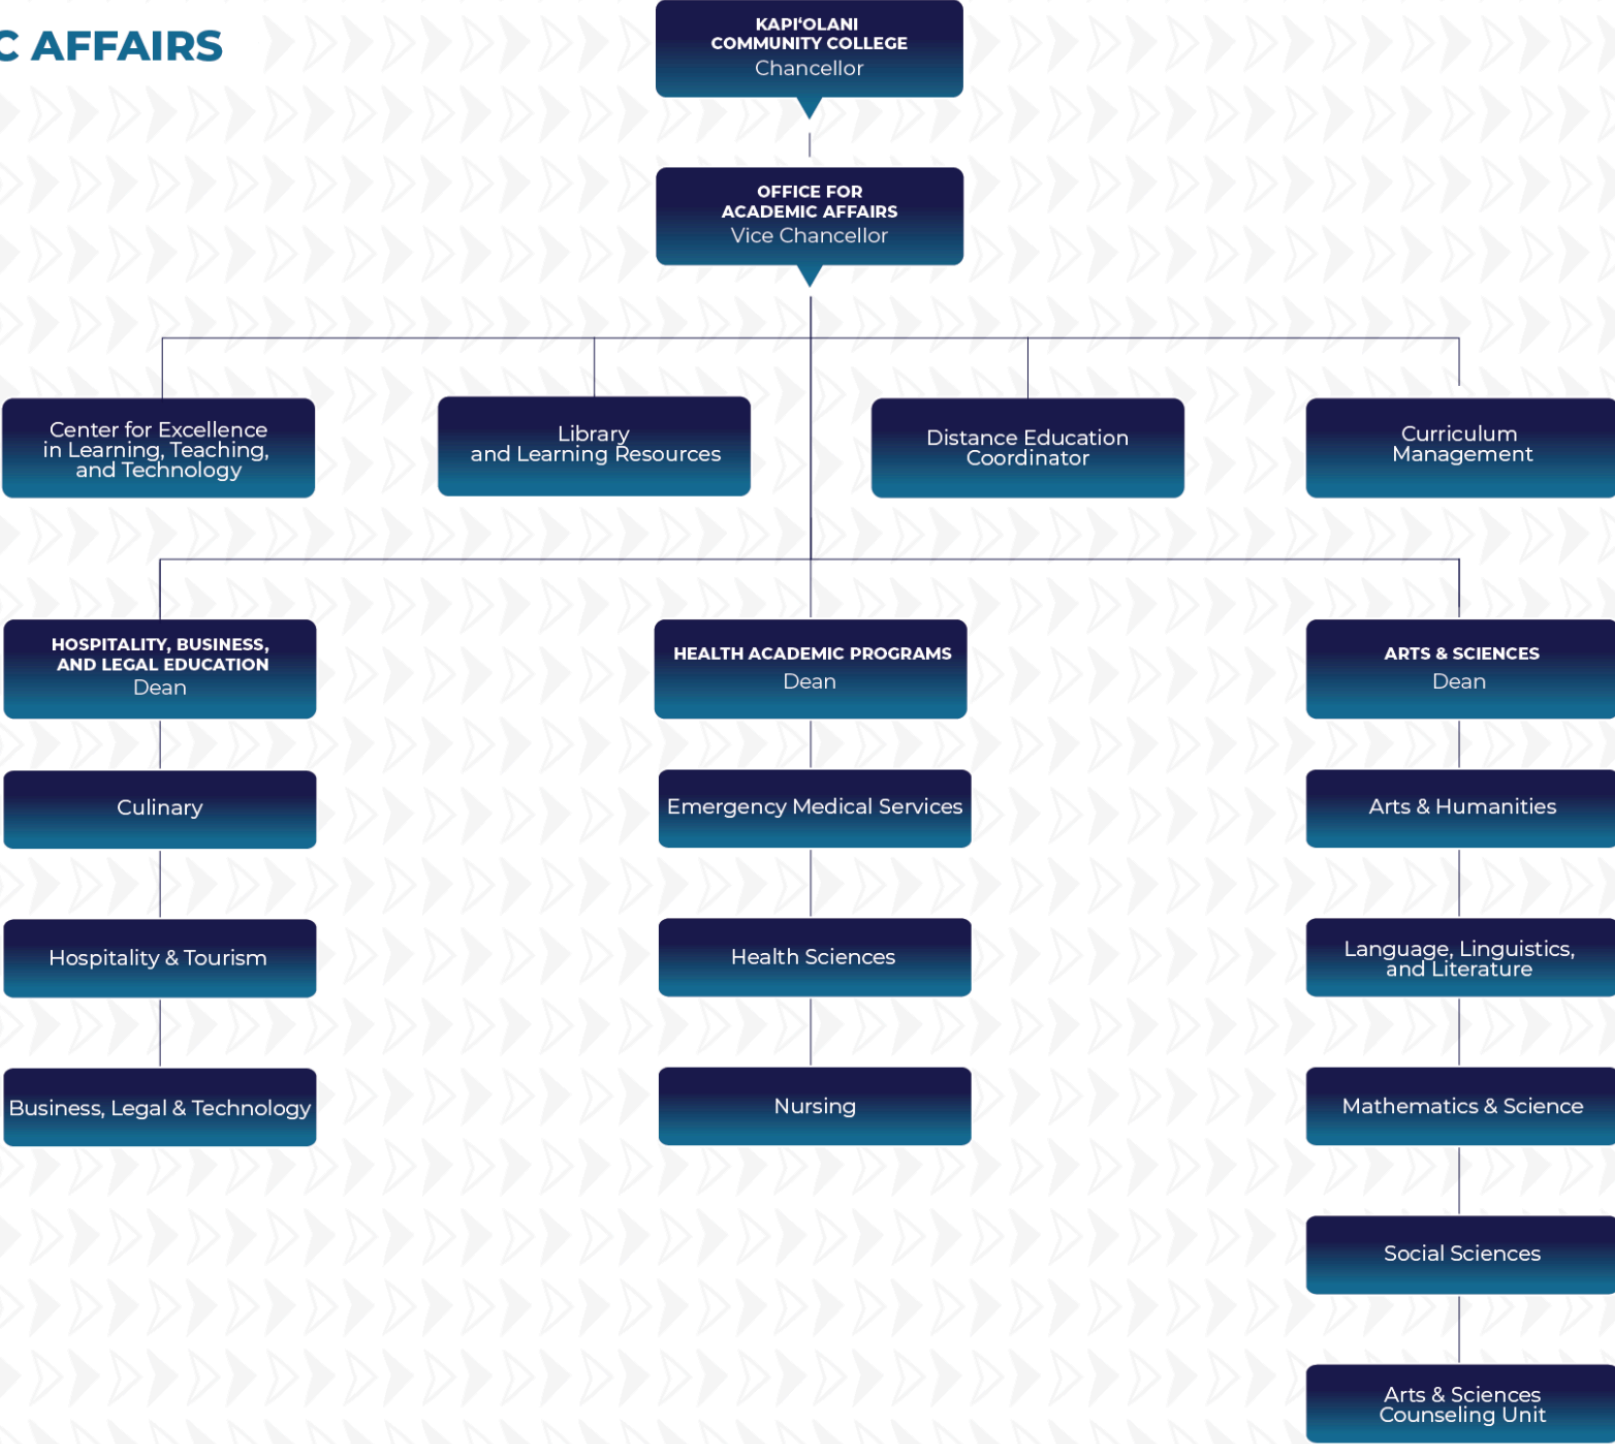 C AFFAIRS
KAPI‘OLANI
COMMUNITY COLLEGE
Chancellor
OFFICE FOR
ACADEMIC AFFAIRS
Vice Chancellor
Center for Excellence
in Learning, Teaching,
and Technology
Library
and Learning Resources
Distance Education
Coordinator
Curriculum
Management
HOSPITALITY, BUSINESS,
AND LEGAL EDUCATION
Dean
HEALTH ACADEMIC PROGRAMS
Dean
ARTS & SCIENCES
Dean
Culinary
Emergency Medical Services
Arts & Humanities
Hospitality & Tourism
Health Sciences
Language, Linguistics,
and Literature
Business, Legal & Technology
Nursing
Mathematics & Science
Social Sciences
Arts & Sciences
Counseling Unit